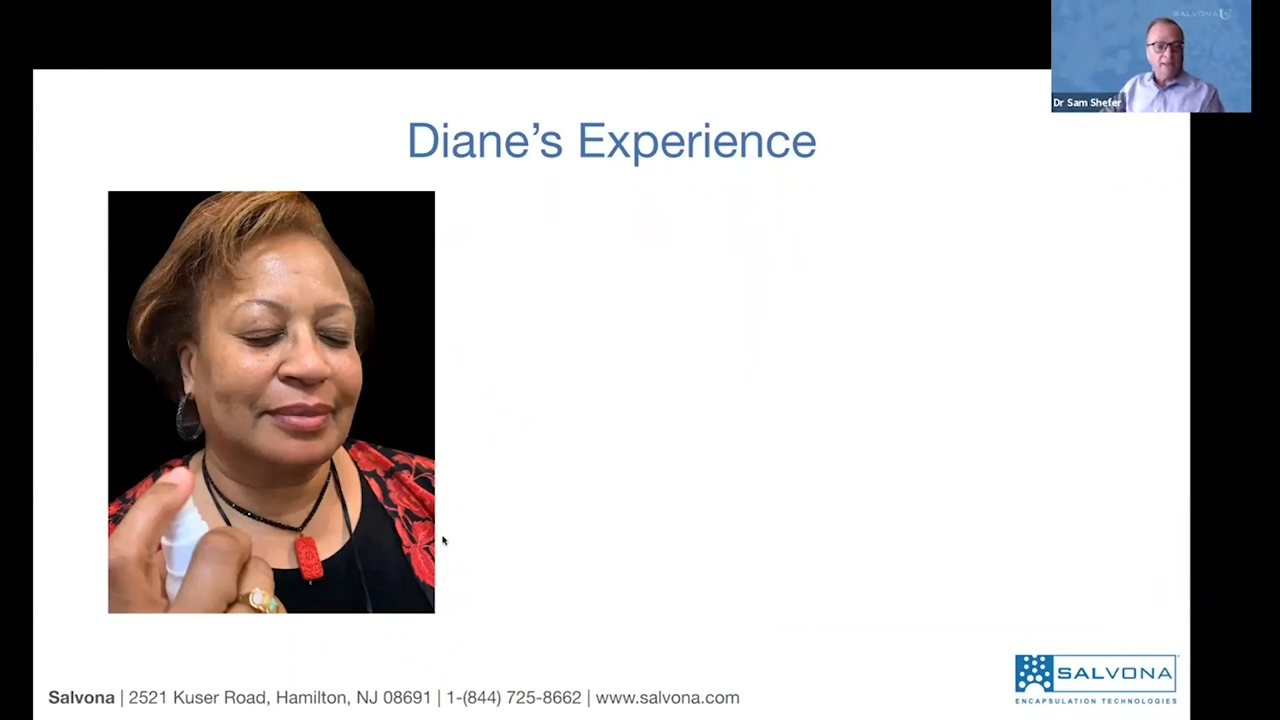 SALVONA
Dr Sam Shefer
Diane’s Experience
Salvona | 2521 Kuser Road, Hamilton, NJ 08691 | 1-(844) 725-8662 | www.salvona.com
SALVONA
ENCAPSULATION TECHNOLOGIES